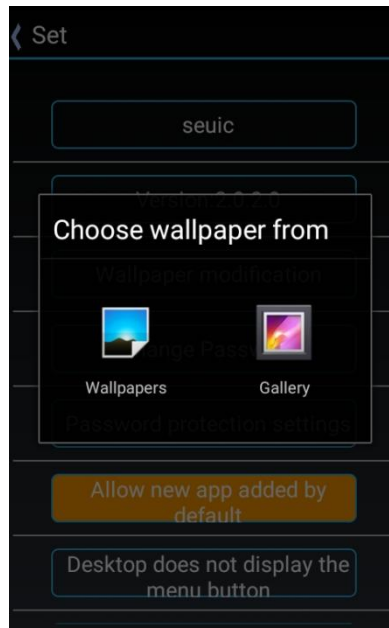 Set
seuic
Version:2.0.2.0
Choose wallpaper from
Wallpaper modification
Wallpapers
Gallery
Password protection settings
Allow new app added by
default
Desktop does not display the
menu button